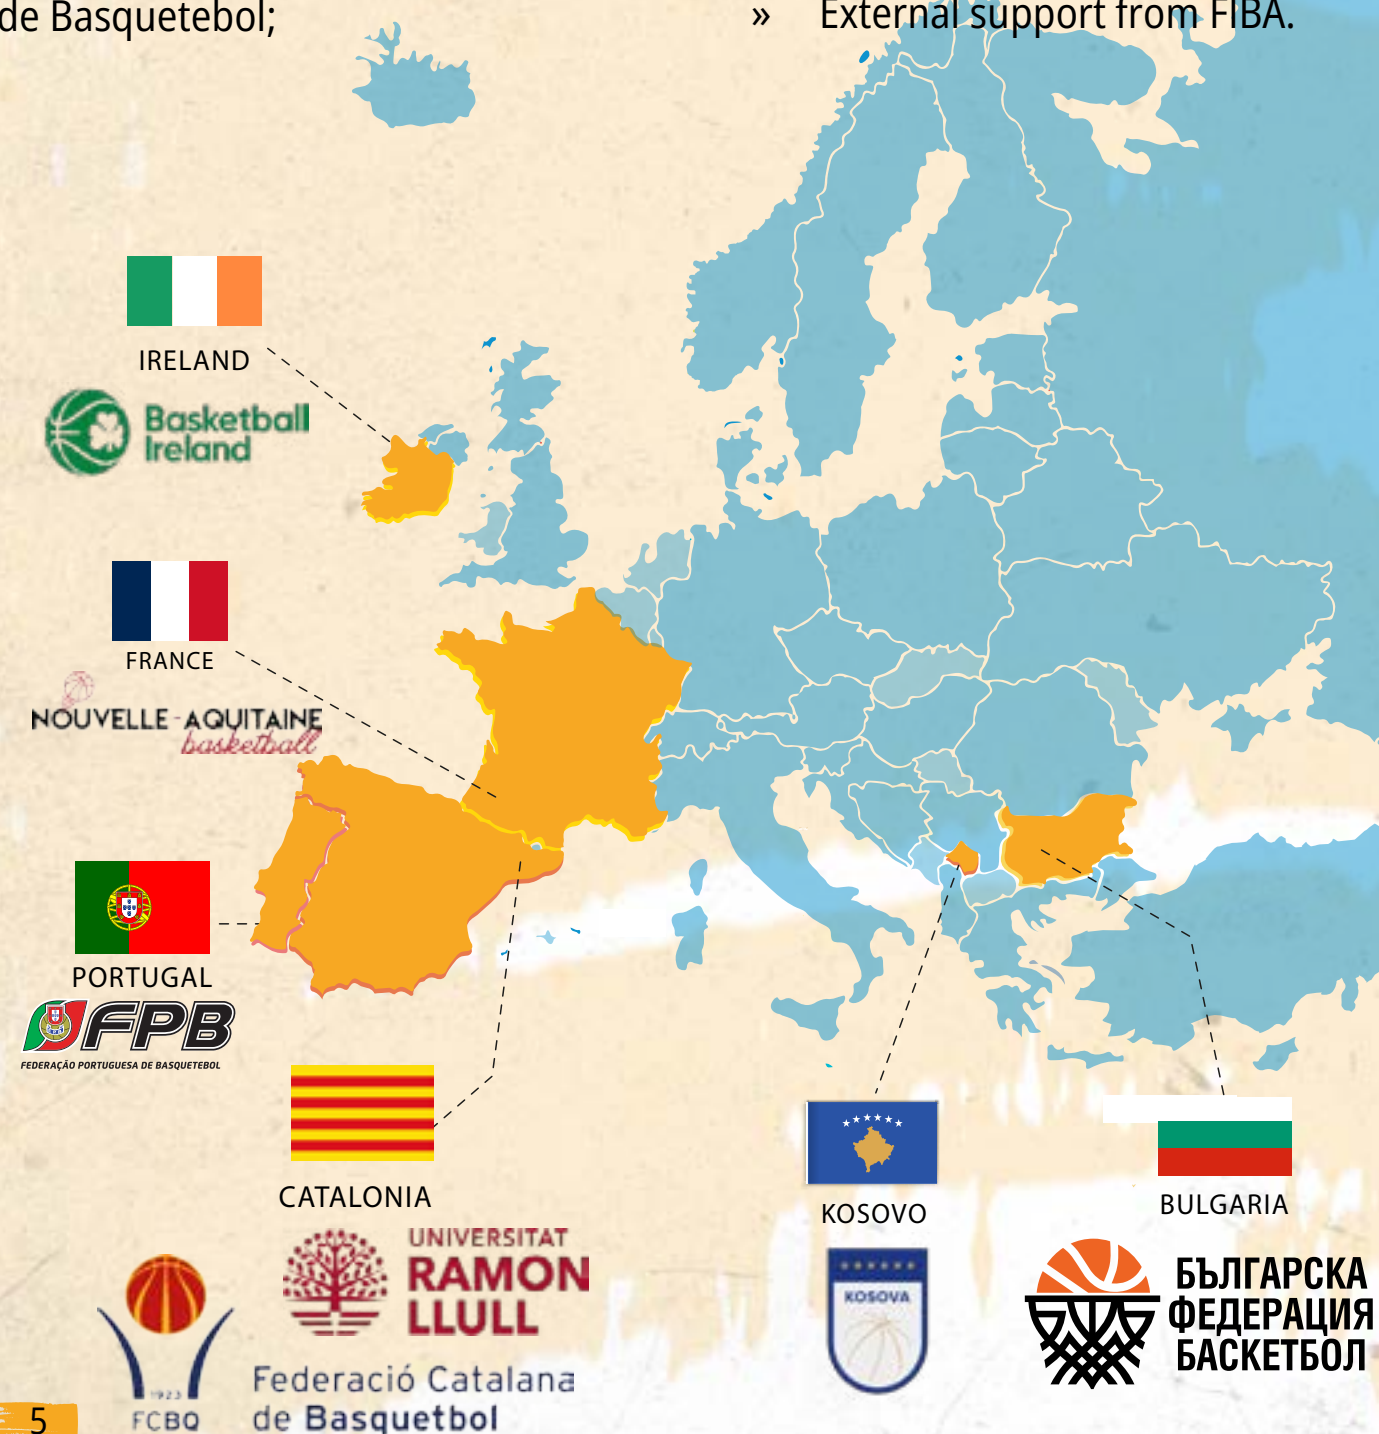 de Basquetebol;
» External support from FIBA.
IRELAND
Basketball
Ireland
FRANCE
NOUVELLE-AQUITAINE
basketball
PORTUGAL
FPB
FEDERAÇÃO PORTUGUESA DE BASQUETEBOL
CATALONIA
UNIVERSITAT
RAMON
LLULL
1923
FCBQ
Federació Catalana
de Basquetbol
KOSOVO
KOSOVA
BULGARIA
БЪЛГАРСКА
ФЕДЕРАЦИЯ
БАСКЕТБОЛ
5